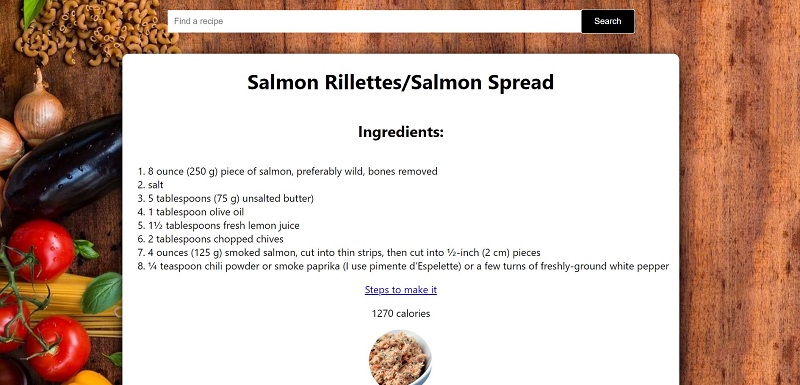 Find a recipe
Search
Salmon Rillettes/Salmon Spread
Ingredients:
1. 8 ounce (250 g) piece of salmon, preferably wild, bones removed
2. salt
3. 5 tablespoons (75 g) unsalted butter)
4. 1 tablespoon olive oil
5. 1½ tablespoons fresh lemon juice
6. 2 tablespoons chopped chives
7. 4 ounces (125 g) smoked salmon, cut into thin strips, then cut into ½-inch (2 cm) pieces
8. ¼ teaspoon chili powder or smoke paprika (I use pimente d'Espelette) or a few turns of freshly-ground white pepper
Steps to make it
1270 calories